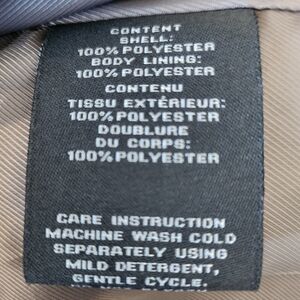 CONTENT
SHELL:
100% POLYESTER
BODY LINING:
100% POLYESTER
CONTENU
TISSU EXTÉRIEUR:
100% POLYESTER
DOUBLURE
DU CORPS:
100% POLYESTER
CARE INSTRUCTION
MACHINE WASH COLD
SEPARATELY USING
MILD DETERGENT,
GENTLE CYCLE,